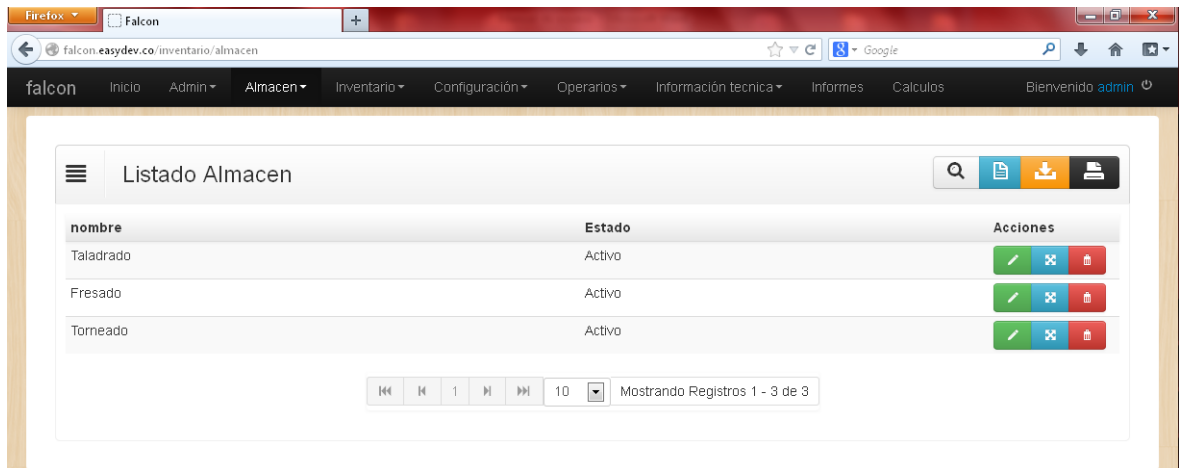 Firefox
Falcon
falcon.easydev.co/inventario/almacen
Google
falcon Inicio Admin Almacen Inventario Configuración Operarios Información tecnica Informes Calculos Bienvenido admin
Listado Almacen
nombre Estado Acciones
Taladrado Activo
Fresado Activo
Torneado Activo
1 10 Mostrando Registros 1 - 3 de 3